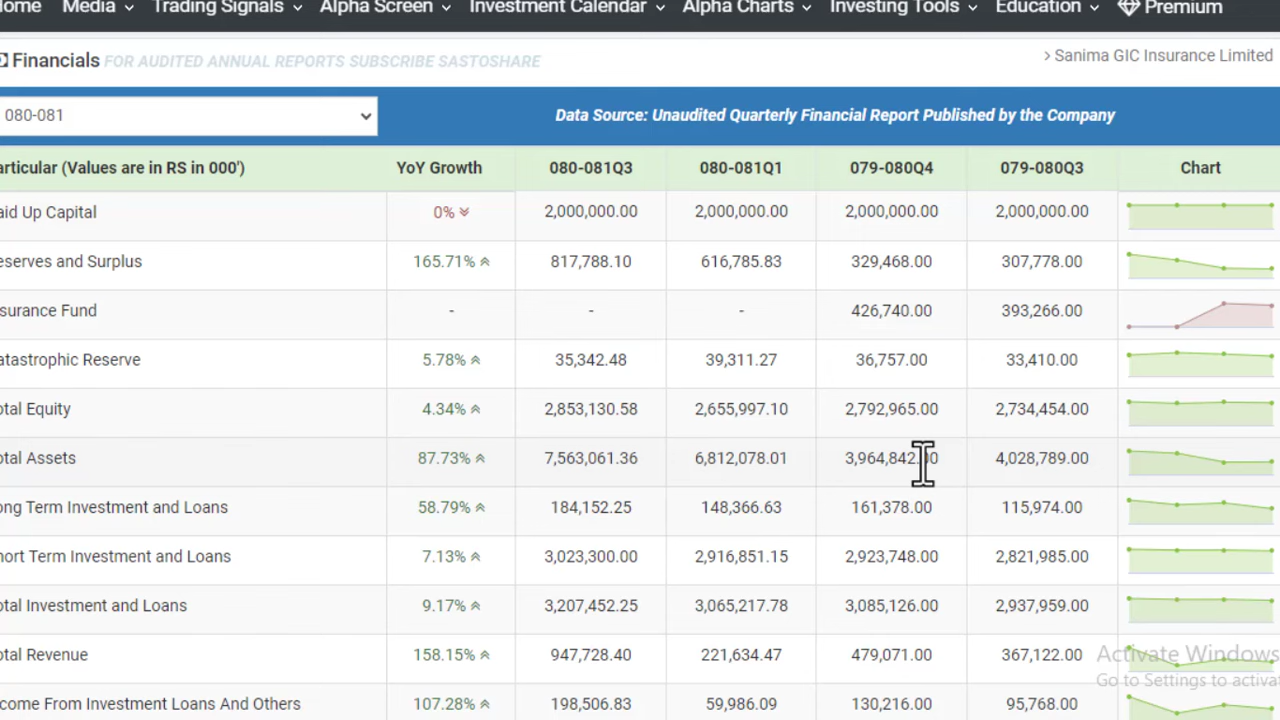 ome Media Trading Signals Alpha Screen Investment Calendar Alpha Charts Investing Tools Education Premium
Financials FOR AUDITED ANNUAL REPORTS SUBSCRIBE SASTOSHARE > Sanima GIC Insurance Limited
080-081 Data Source: Unaudited Quarterly Financial Report Published by the Company
articular (Values are in RS in 000') YoY Growth 080-081Q3 080-081Q1 079-080Q4 079-080Q3 Chart
aid Up Capital 0% 2,000,000.00 2,000,000.00 2,000,000.00 2,000,000.00
eserves and Surplus 165.71% 817,788.10 616,785.83 329,468.00 307,778.00
surance Fund - - - 426,740.00 393,266.00
atastrophic Reserve 5.78% 35,342.48 39,311.27 36,757.00 33,410.00
otal Equity 4.34% 2,853,130.58 2,655,997.10 2,792,965.00 2,734,454.00
otal Assets 87.73% 7,563,061.36 6,812,078.01 3,964,842.00 4,028,789.00
ong Term Investment and Loans 58.79% 184,152.25 148,366.63 161,378.00 115,974.00
hort Term Investment and Loans 7.13% 3,023,300.00 2,916,851.15 2,923,748.00 2,821,985.00
otal Investment and Loans 9.17% 3,207,452.25 3,065,217.78 3,085,126.00 2,937,959.00
otal Revenue 158.15% 947,728.40 221,634.47 479,071.00 367,122.00
Activate Windows
Go to Settings to activa
come From Investment Loans And Others 107.28% 198,506.83 59,986.09 130,216.00 95,768.00